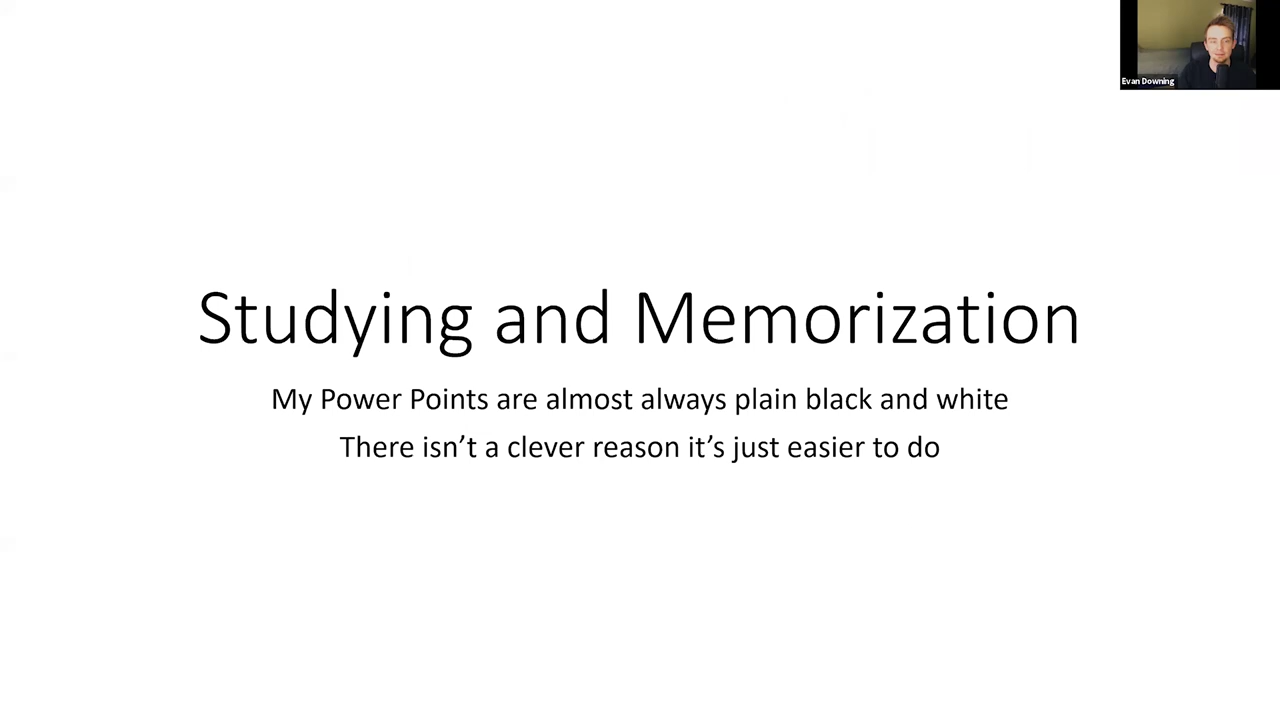 Evan Downing
Studying and Memorization
My Power Points are almost always plain black and white
There isn’t a clever reason it’s just easier to do